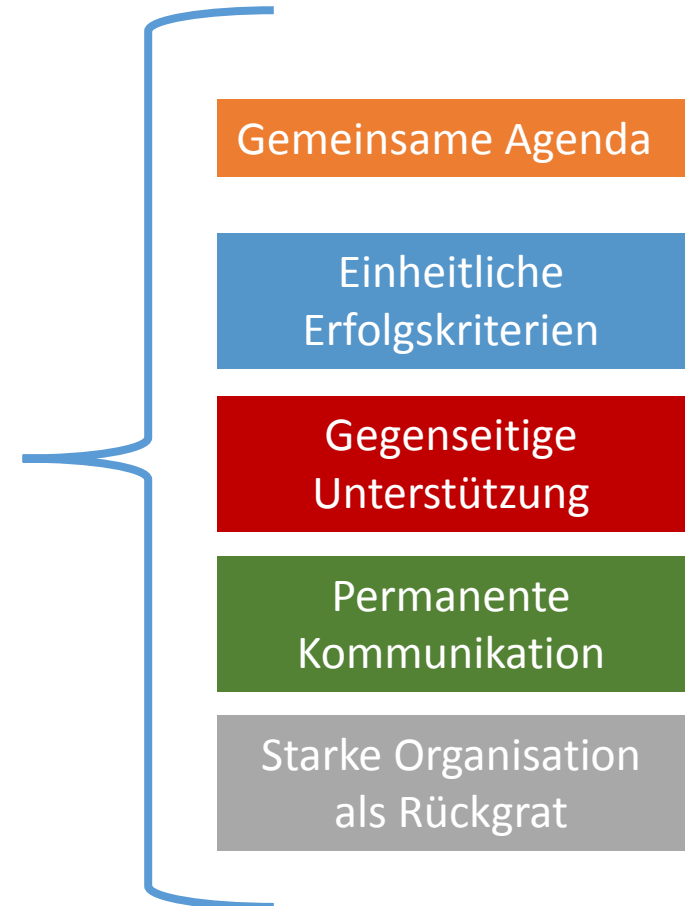 Gemeinsame Agenda
Einheitliche
Erfolgskriterien
Gegenseitige
Unterstützung
Permanente
Kommunikation
Starke Organisation
als Rückgrat